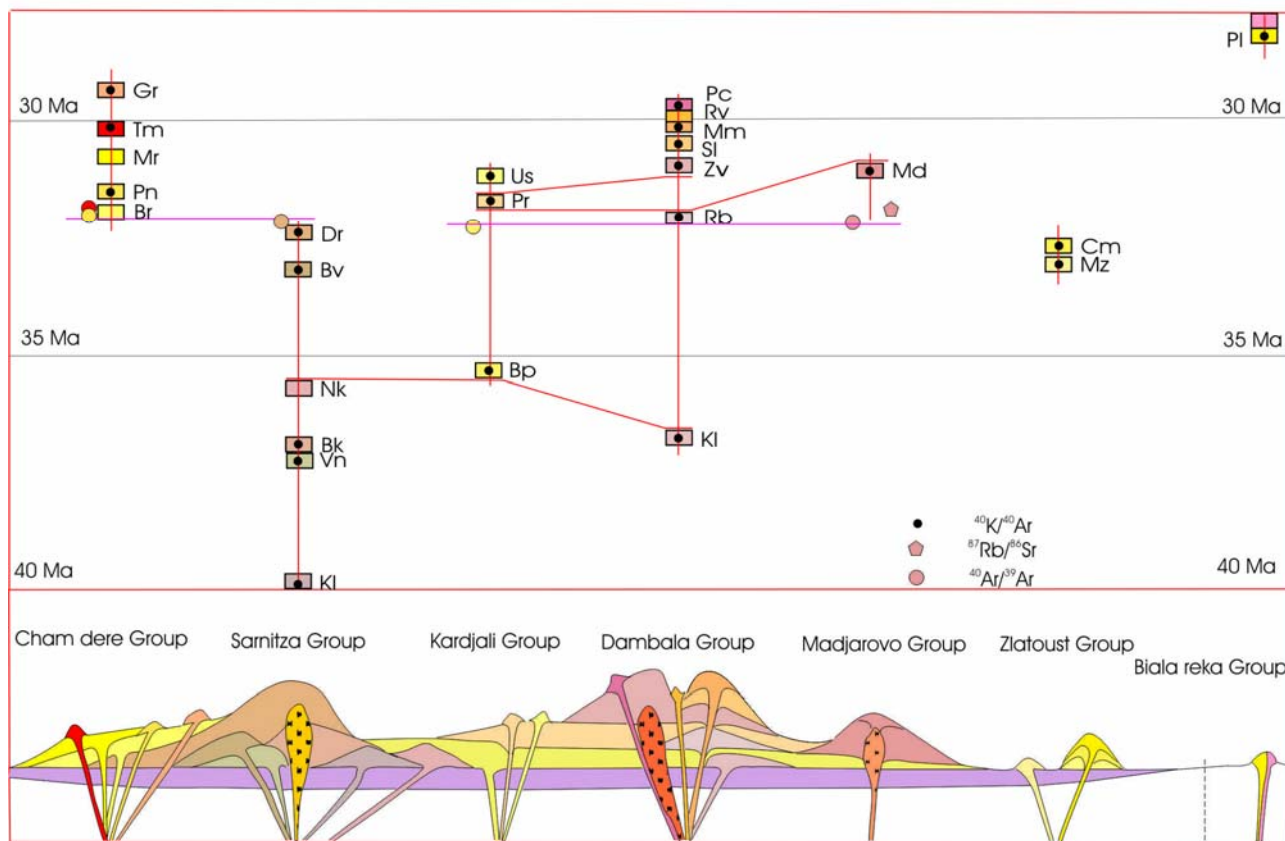 Pl
Gr
30 Ma
Pc
30 Ma
Rv
Tm
Mm
Sl
Mr
Zv
Md
Us
Pn
Pr
Br
Rb
Dr
Cm
Bv
Mz
35 Ma
35 Ma
Bp
Nk
Kl
Bk
Vn
⁴⁰K/⁴⁰Ar
⁸⁷Rb/⁸⁶Sr
40 Ma
Kl
⁴⁰Ar/³⁹Ar
40 Ma
Cham dere Group
Sarnitza Group
Kardjali Group
Dambala Group
Madjarovo Group
Zlatoust Group
Biala reka Group